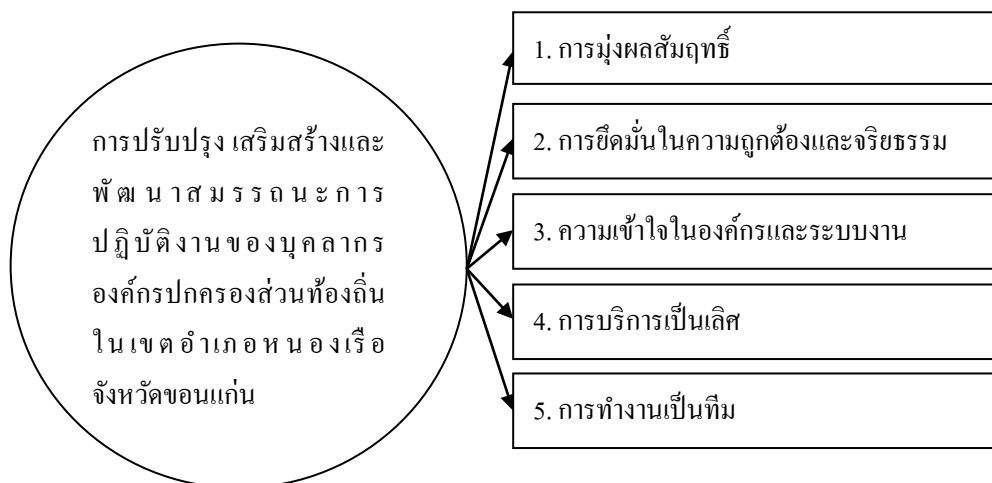 การปรับปรุง เสริมสร้างและ
พัฒนาสมรรถนะการ
ปฏิบัติงานของบุคลากร
องค์กรปกครองส่วนท้องถิ่น
ในเขตอำเภอหนองเรือ
จังหวัดขอนแก่น
1. การมุ่งผลสัมฤทธิ์
2. การยึดมั่นในความถูกต้องและจริยธรรม
3. ความเข้าใจในองค์กรและระบบงาน
4. การบริการเป็นเลิศ
5. การทำงานเป็นทีม